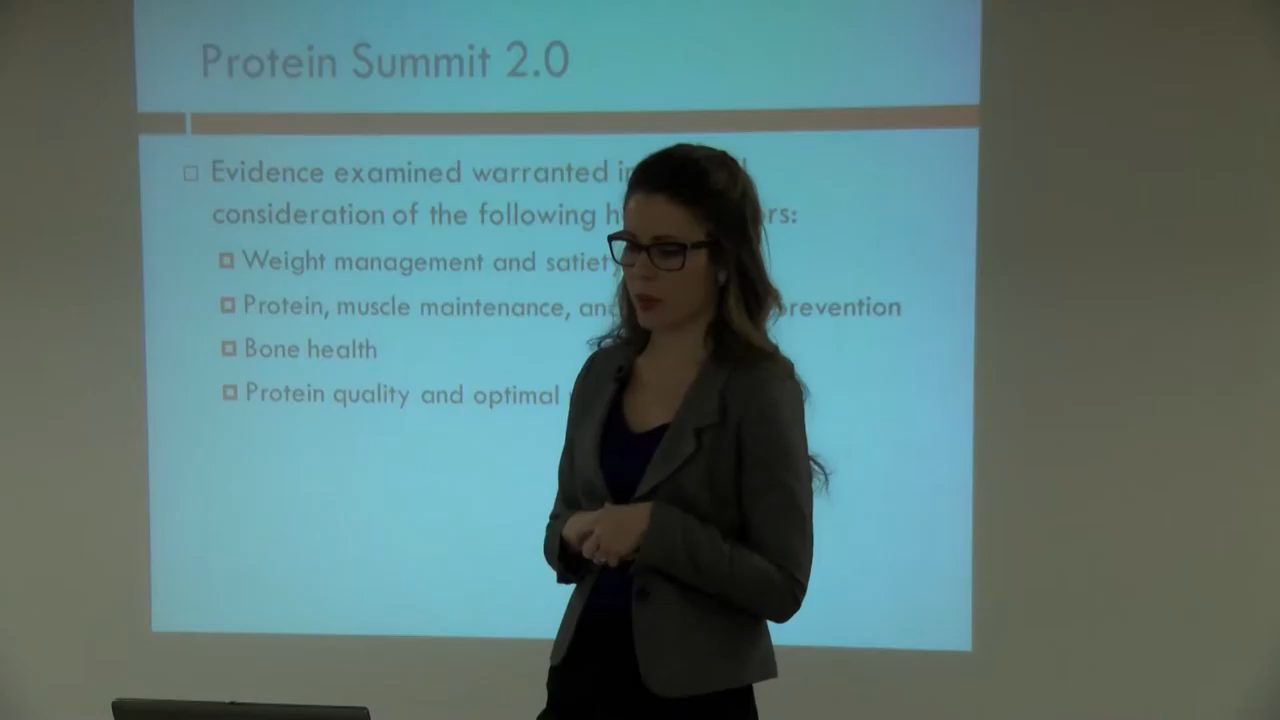 Protein Summit 2.0
Evidence examined warranted
consideration of the following
Weight management and satiety
Protein, muscle maintenance, and prevention
Bone health
Protein quality and optimal